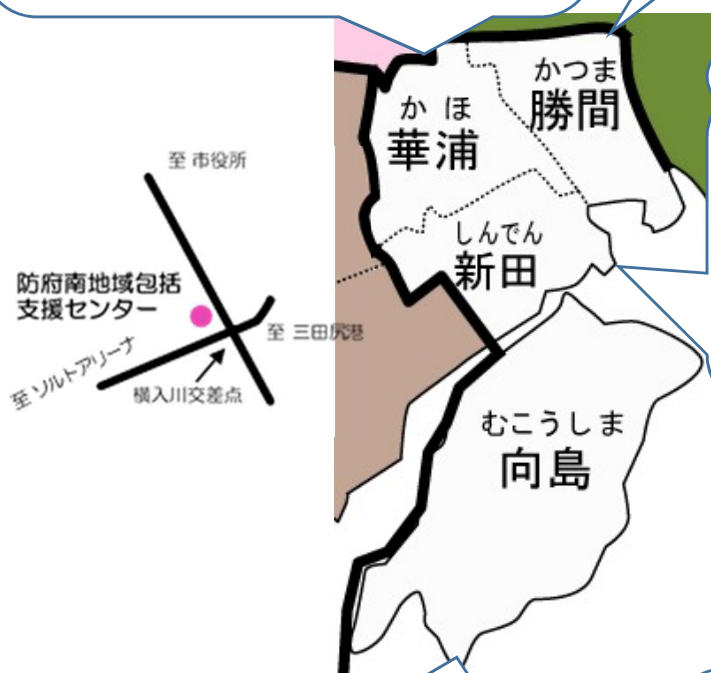 至 市役所
防府南地域包括
支援センター
至 三田尻港
至 ソルトアリーナ
横入川交差点
かつま
勝間
かほ
華浦
しんでん
新田
むこうしま
向島